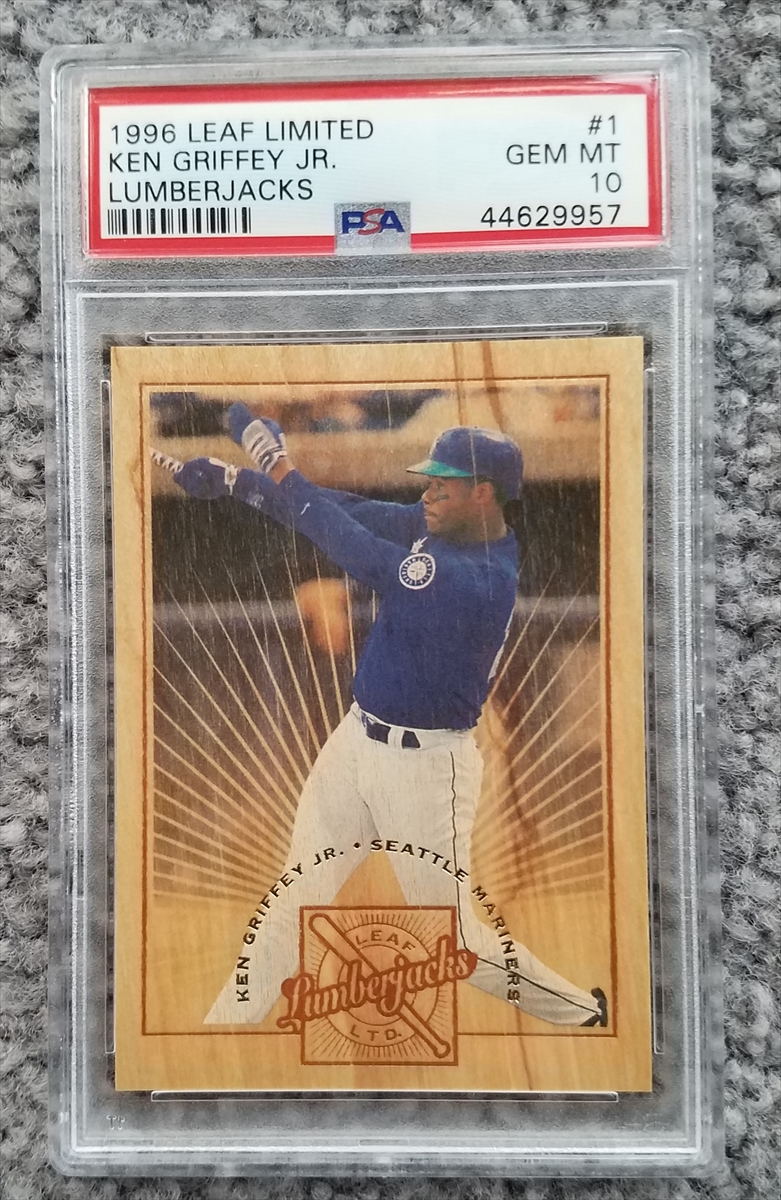 1996 LEAF LIMITED #1
KEN GRIFFEY JR. GEM MT
LUMBERJACKS 10
PSA 44629957
KEN GRIFFEY JR. • SEATTLE MARINERS
LEAF
Lumberjacks
LTD.